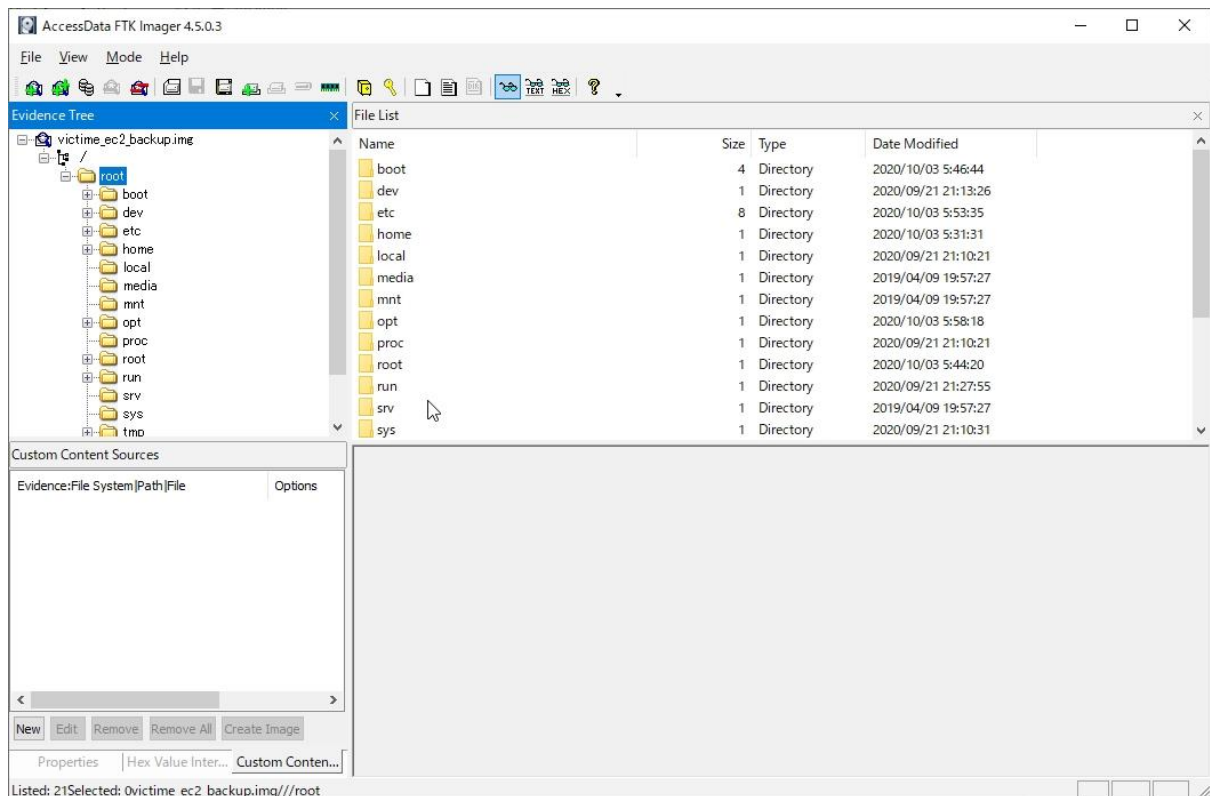 AccessData FTK Imager 4.5.0.3
File View Mode Help
TEXT HEX ?
Evidence Tree
victime_ec2_backup.img
/
root
boot
dev
etc
home
local
media
mnt
opt
proc
root
run
srv
sys
tmp
File List
Name Size Type Date Modified
boot 4 Directory 2020/10/03 5:46:44
dev 1 Directory 2020/09/21 21:13:26
etc 8 Directory 2020/10/03 5:53:35
home 1 Directory 2020/10/03 5:31:31
local 1 Directory 2020/09/21 21:10:21
media 1 Directory 2019/04/09 19:57:27
mnt 1 Directory 2019/04/09 19:57:27
opt 1 Directory 2020/10/03 5:58:18
proc 1 Directory 2020/09/21 21:10:21
root 1 Directory 2020/10/03 5:44:20
run 1 Directory 2020/09/21 21:27:55
srv 1 Directory 2019/04/09 19:57:27
sys 1 Directory 2020/09/21 21:10:31
Custom Content Sources
Evidence:File System|Path|File Options
New Edit Remove Remove All Create Image
Properties Hex Value Inter... Custom Conten...
Listed: 21Selected: 0victime_ec2_backup.img///root